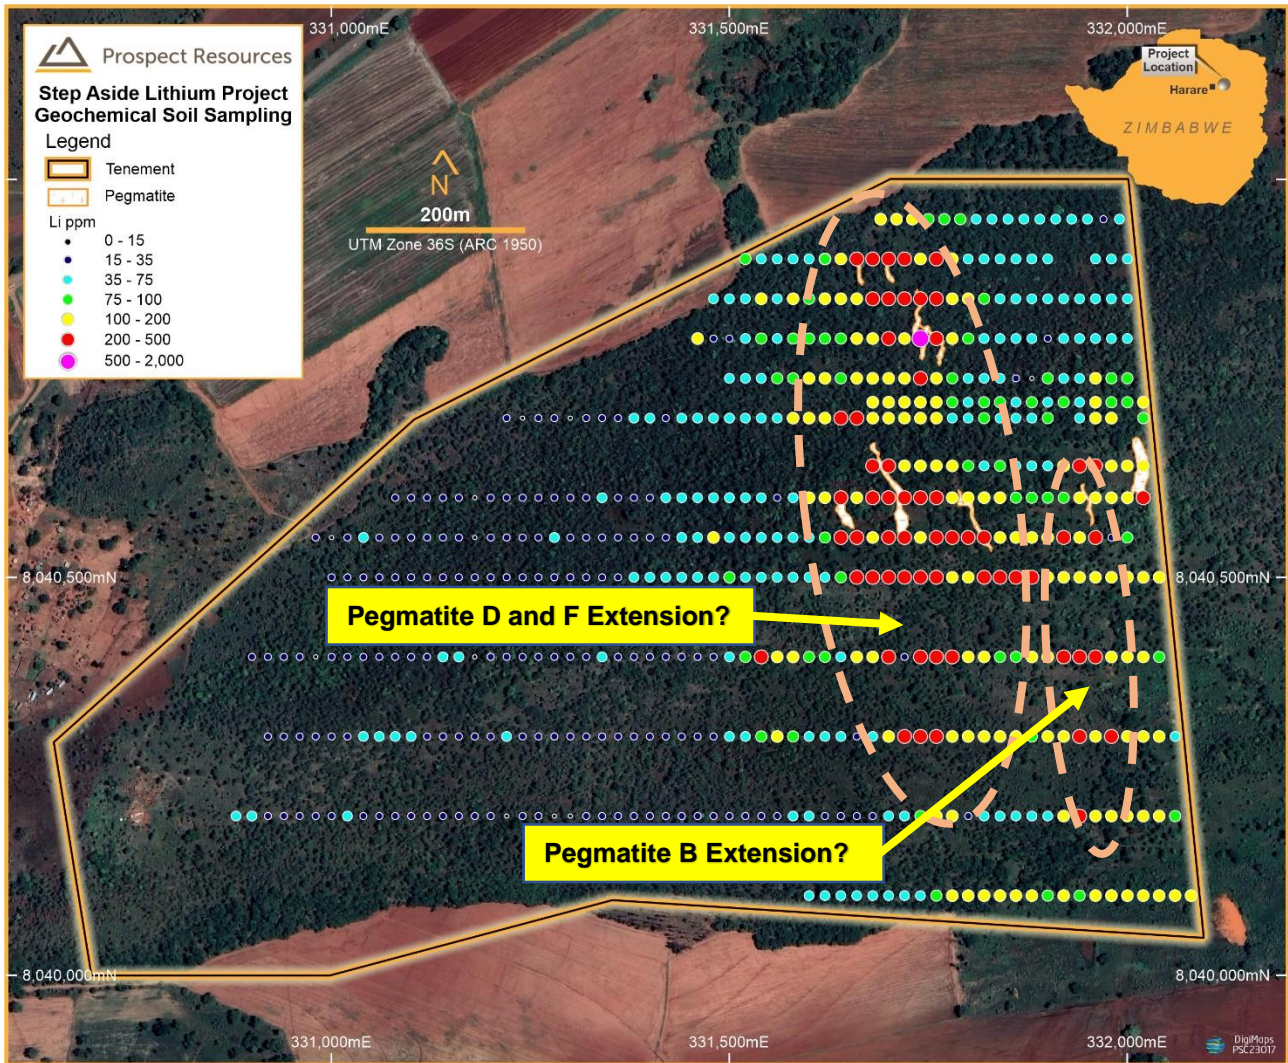 331,000mE
331,500mE
332,000mE
Prospect Resources
Step Aside Lithium Project
Geochemical Soil Sampling
Legend
Tenement
Pegmatite
Li ppm
0 - 15
15 - 35
35 - 75
75 - 100
100 - 200
200 - 500
500 - 2,000
N
200m
UTM Zone 36S (ARC 1950)
Project
Location
Harare
ZIMBABWE
8,040,500mN
8,040,500mN
Pegmatite D and F Extension?
Pegmatite B Extension?
8,040,000mN
8,040,000mN
331,000mE
331,500mE
332,000mE
DigiMaps
PSC23017